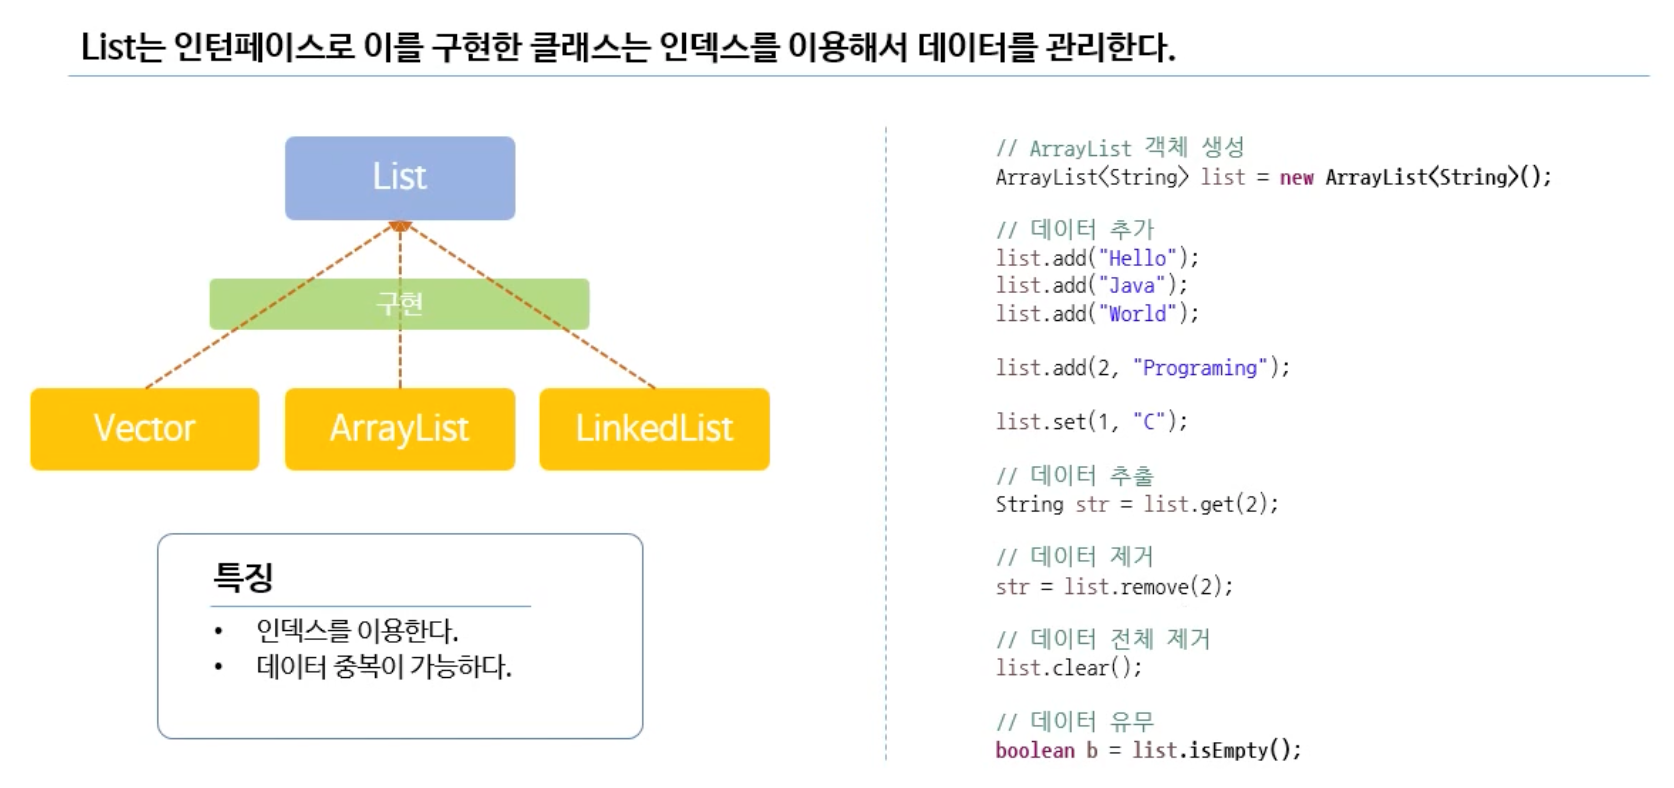 List는 인턴페이스로 이를 구현한 클래스는 인덱스를 이용해서 데이터를 관리한다.
List
구현
Vector
ArrayList
LinkedList
특징
• 인덱스를 이용한다.
• 데이터 중복이 가능하다.
// ArrayList 객체 생성
ArrayList<String> list = new ArrayList<String>();
// 데이터 추가
list.add("Hello");
list.add("Java");
list.add("World");
list.add(2, "Programing");
list.set(1, "C");
// 데이터 추출
String str = list.get(2);
// 데이터 제거
str = list.remove(2);
// 데이터 전체 제거
list.clear();
// 데이터 유무
boolean b = list.isEmpty();